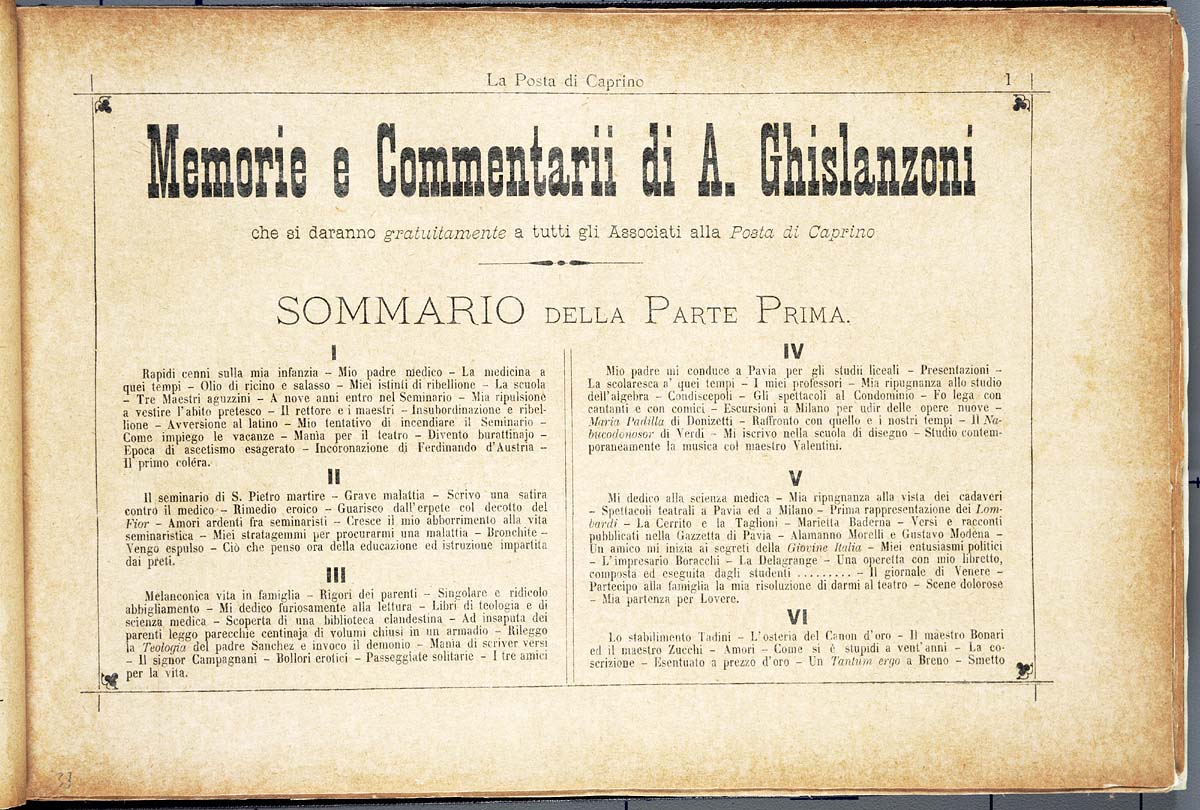 La Posta di Caprino
1
Memorie e Commentarii di A. Ghislanzoni
che si daranno gratuitamente a tutti gli Associati alla Posta di Caprino
SOMMARIO DELLA PARTE PRIMA.
I
Rapidi cenni sulla mia infanzia – Mio padre medico – La medicina a
quei tempi – Olio di ricino e salasso – Miei istinti di ribellione – La scuola
– Tre Maestri aguzzini – A nove anni entro nel Seminario – Mia ripulsione
a vestire l'abito pretesco – Il rettore e i maestri – Insubordinazione e ribel-
lione – Avversione al latino – Mio tentativo di incendiare il Seminario –
Come impiego le vacanze – Manìa per il teatro – Divento burattinajo –
Epoca di ascetismo esagerato – Incoronazione di Ferdinando d'Austria –
Il primo coléra.
II
Il seminario di S. Pietro martire – Grave malattia – Scrivo una satira
contro il medico – Rimedio eroico – Guarisco dall'erpete col decotto del
Fior – Amori ardenti fra seminaristi – Cresce il mio abborrimento alla vita
seminaristica – Miei stratagemmi per procurarmi una malattia – Bronchite –
Vengo espulso – Ciò che penso ora della educazione ed istruzione impartita
dai preti.
III
Melanconica vita in famiglia – Rigori dei parenti – Singolare e ridicolo
abbigliamento – Mi dedico furiosamente alla lettura – Libri di teologia e di
scienza medica – Scoperta di una biblioteca clandestina – Ad insaputa dei
parenti leggo parecchie centinaja di volumi chiusi in un armadio – Rileggo
la Teologia del padre Sanchez e invoco il demonio – Manìa di scriver versi
– Il signor Campagnani – Bollori erotici – Passeggiate solitarie – I tre amici
per la vita.
IV
Mio padre mi conduce a Pavia per gli studii liceali – Presentazioni –
La scolaresca a' quei tempi – I miei professori – Mia ripugnanza allo studio
dell'algebra – Condiscepoli – Gli spettacoli al Condominio – Fo lega con
cantanti e con comici – Escursioni a Milano per udir delle opere nuove –
Maria Padilla di Donizetti – Raffronto con quello e i nostri tempi – Il Na-
bucodonosor di Verdi – Mi iscrivo nella scuola di disegno – Studio contem-
poraneamente la musica col maestro Valentini.
V
Mi dedico alla scienza medica – Mia ripugnanza alla vista dei cadaveri
– Spettacoli teatrali a Pavia ed a Milano – Prima rappresentazione dei Lom-
bardi – La Cerrito e la Taglioni – Marietta Baderna – Versi e racconti
pubblicati nella Gazzetta di Pavia – Alamanno Morelli e Gustavo Modena –
Un amico mi inizia ai segreti della Giovine Italia – Miei entusiasmi politici
– L'impresario Boracchi – La Delagrange – Una operetta con mio libretto,
composta ed eseguita dagli studenti ......... – Il giornale di Venere –
Partecipo alla famiglia la mia risoluzione di darmi al teatro – Scene dolorose
– Mia partenza per Lovere.
VI
Lo stabilimento Tadini – L'osteria del Canon d'oro – Il maestro Bonari
ed il maestro Zucchi – Amori – Come si è stupidi a vent'anni – La co-
scrizione – Esentuato a prezzo d'oro – Un Tantum ergo a Breno – Smetto